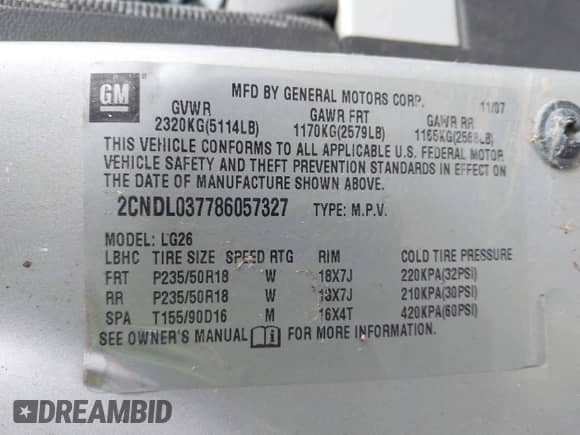 GM
MFD BY GENERAL MOTORS CORP. 11/07
GVWR GAWR FRT GAWR RR
2320KG(5114LB) 1170KG(2579LB) 1165KG(2568LB)
THIS VEHICLE CONFORMS TO ALL APPLICABLE U.S. FEDERAL MOTOR
VEHICLE SAFETY AND THEFT PREVENTION STANDARDS IN EFFECT ON
THE DATE OF MANUFACTURE SHOWN ABOVE.
2CNDL037786057327 TYPE: M.P.V.
MODEL: LG26
LBHC TIRE SIZE SPEED RTG RIM COLD TIRE PRESSURE
FRT P235/50R18 W 18X7J 220KPA(32PSI)
RR P235/50R18 W 18X7J 210KPA(30PSI)
SPA T155/90D16 M 16X4T 420KPA(60PSI)
SEE OWNER'S MANUAL FOR MORE INFORMATION.
DREAMBID